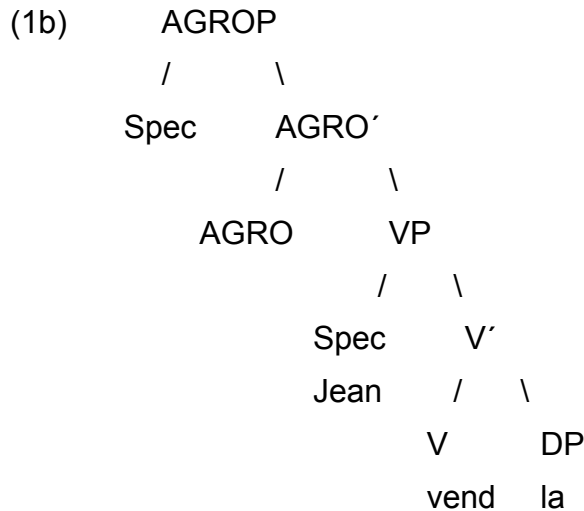 (1b) AGROP
/ \
Spec AGRO´
/ \
AGRO VP
/ \
Spec V´
Jean / \
V DP
vend la